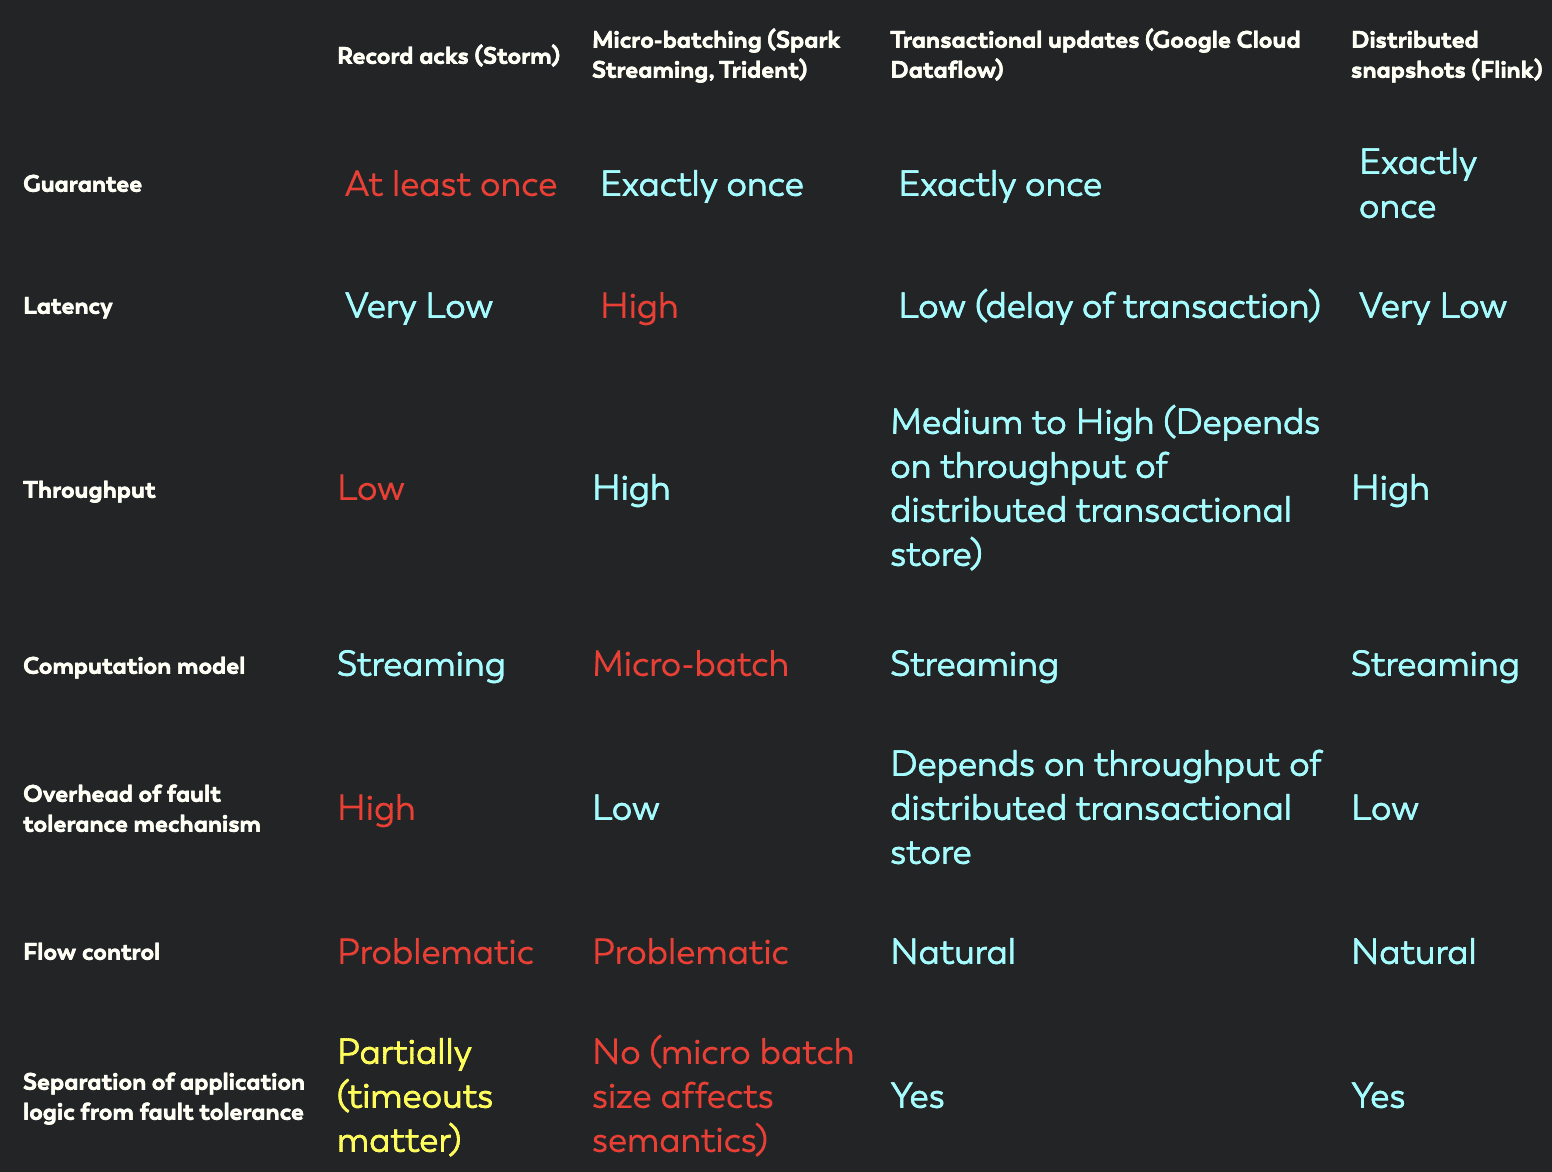 Record acks (Storm)
Micro-batching (Spark
Streaming, Trident)
Transactional updates (Google Cloud
Dataflow)
Distributed
snapshots (Flink)
Guarantee
At least once
Exactly once
Exactly once
Exactly
once
Latency
Very Low
High
Low (delay of transaction)
Very Low
Throughput
Low
High
Medium to High (Depends
on throughput of
distributed transactional
store)
High
Computation model
Streaming
Micro-batch
Streaming
Streaming
Overhead of fault
tolerance mechanism
High
Low
Depends on throughput of
distributed transactional
store
Low
Flow control
Problematic
Problematic
Natural
Natural
Separation of application
logic from fault tolerance
Partially
(timeouts
matter)
No (micro batch
size affects
semantics)
Yes
Yes